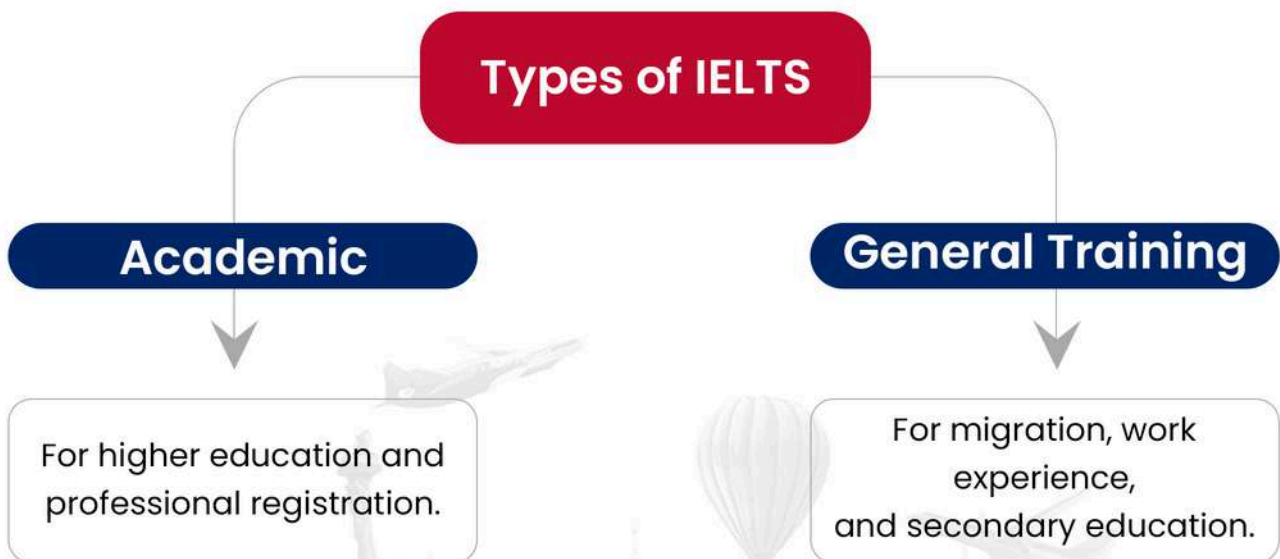 Types of IELTS
Academic
General Training
For higher education and
professional registration.
For migration, work
experience,
and secondary education.